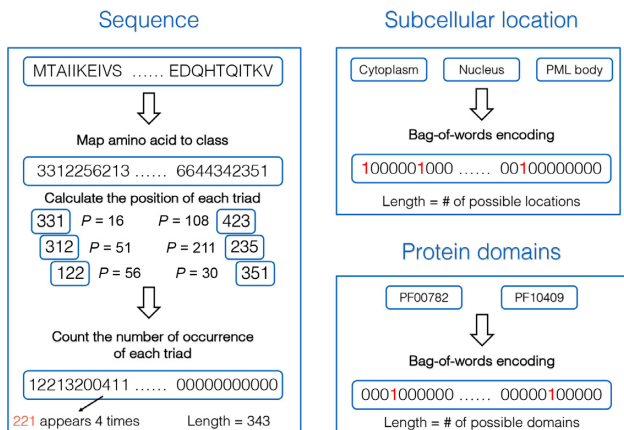 Sequence
MTAIIKEIVS ...... EDQHTQITKV
Map amino acid to class
3312256213 ...... 6644342351
Calculate the position of each triad
331 P = 16 P = 108 423
312 P = 51 P = 211 235
122 P = 56 P = 30 351
Count the number of occurrence
of each triad
12213200411 ...... 00000000000
221 appears 4 times Length = 343
Subcellular location
Cytoplasm Nucleus PML body
Bag-of-words encoding
1000001000 ...... 00100000000
Length = # of possible locations
Protein domains
PF00782 PF10409
Bag-of-words encoding
0001000000 ...... 00000100000
Length = # of possible domains